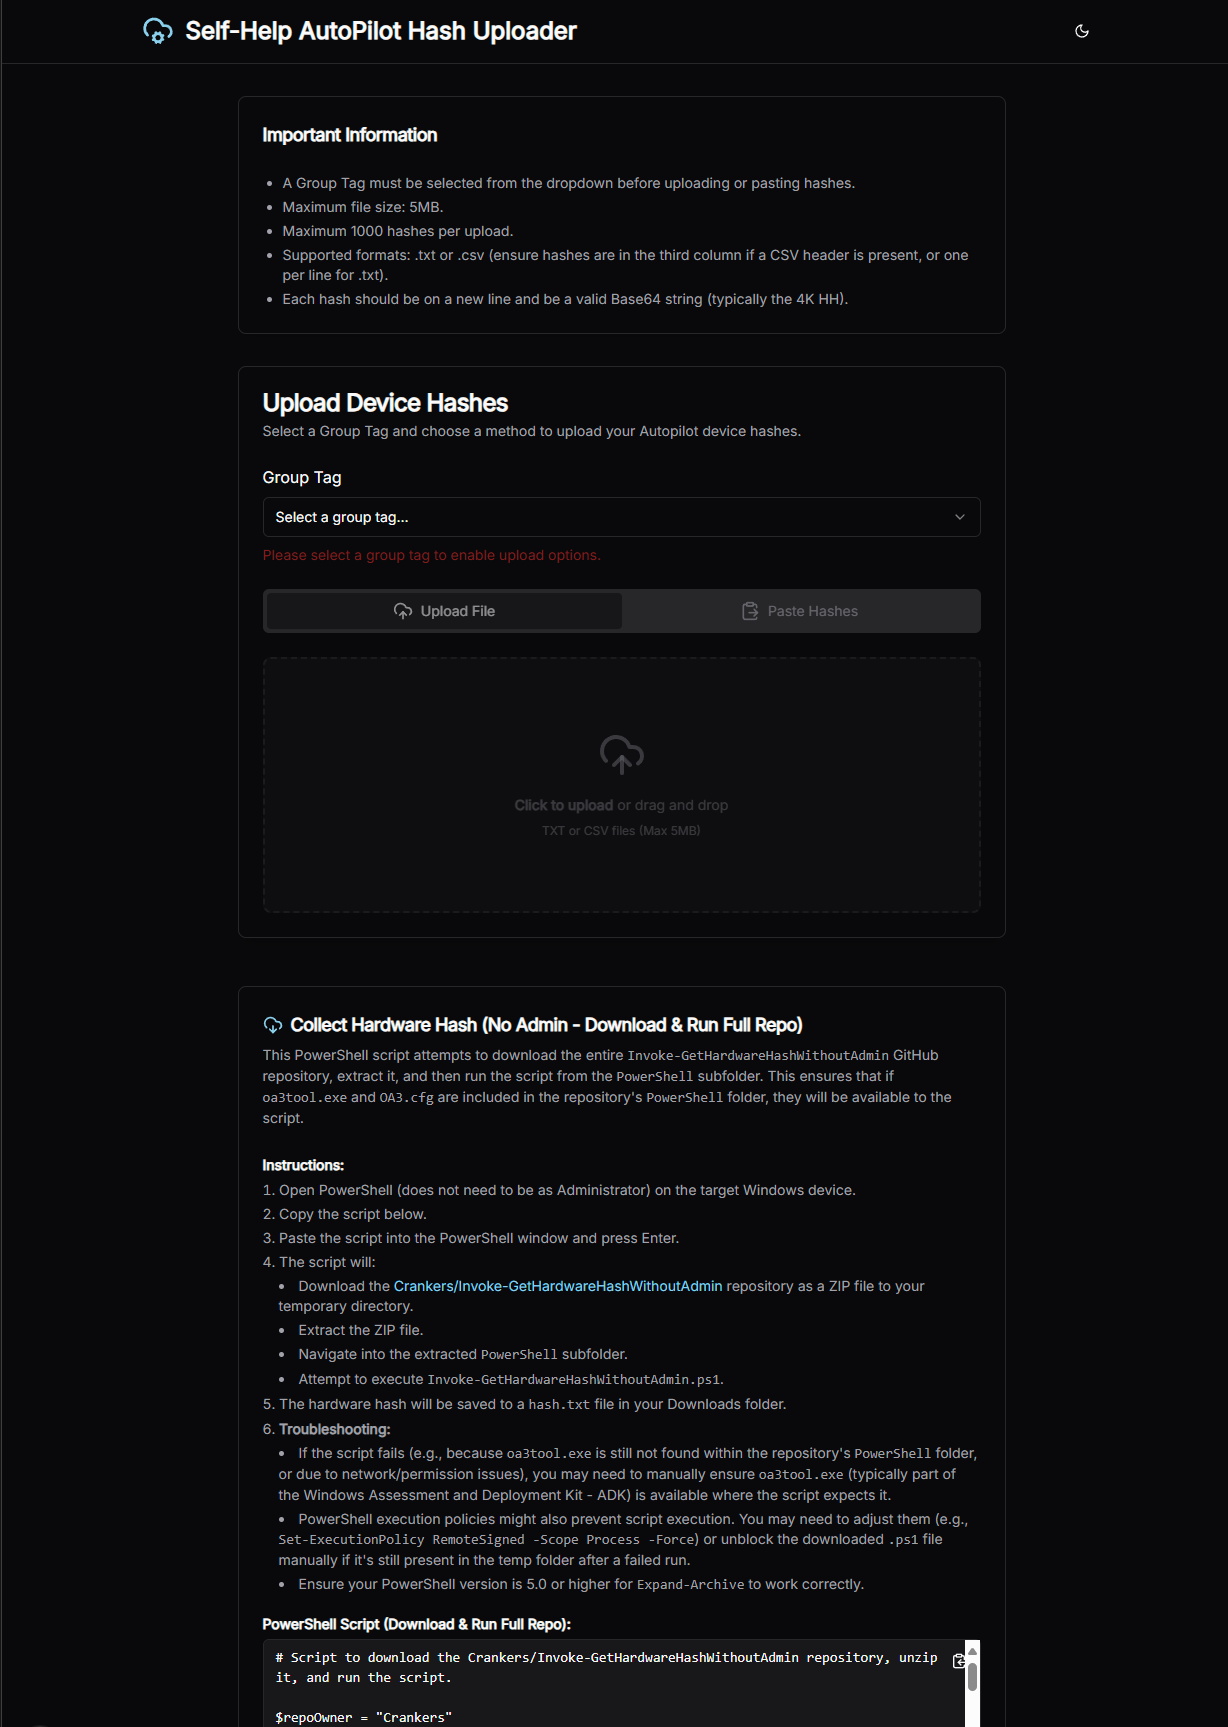 Self-Help AutoPilot Hash Uploader
Important Information
• A Group Tag must be selected from the dropdown before uploading or pasting hashes.
• Maximum file size: 5MB.
• Maximum 1000 hashes per upload.
• Supported formats: .txt or .csv (ensure hashes are in the third column if a CSV header is present, or one
per line for .txt).
• Each hash should be on a new line and be a valid Base64 string (typically the 4K HH).
Upload Device Hashes
Select a Group Tag and choose a method to upload your Autopilot device hashes.
Group Tag
Select a group tag...
Please select a group tag to enable upload options.
Upload File
Paste Hashes
Click to upload or drag and drop
TXT or CSV files (Max 5MB)
Collect Hardware Hash (No Admin - Download & Run Full Repo)
This PowerShell script attempts to download the entire Invoke-GetHardwareHashWithoutAdmin GitHub
repository, extract it, and then run the script from the PowerShell subfolder. This ensures that if
oa3tool.exe and OA3.cfg are included in the repository's PowerShell folder, they will be available to the
script.
Instructions:
1. Open PowerShell (does not need to be as Administrator) on the target Windows device.
2. Copy the script below.
3. Paste the script into the PowerShell window and press Enter.
4. The script will:
• Download the Crankers/Invoke-GetHardwareHashWithoutAdmin repository as a ZIP file to your
temporary directory.
• Extract the ZIP file.
• Navigate into the extracted PowerShell subfolder.
• Attempt to execute Invoke-GetHardwareHashWithoutAdmin.ps1.
5. The hardware hash will be saved to a hash.txt file in your Downloads folder.
6. Troubleshooting:
• If the script fails (e.g., because oa3tool.exe is still not found within the repository's PowerShell folder,
or due to network/permission issues), you may need to manually ensure oa3tool.exe (typically part of
the Windows Assessment and Deployment Kit - ADK) is available where the script expects it.
• PowerShell execution policies might also prevent script execution. You may need to adjust them (e.g.,
Set-ExecutionPolicy RemoteSigned -Scope Process -Force) or unblock the downloaded .ps1 file
manually if it's still present in the temp folder after a failed run.
• Ensure your PowerShell version is 5.0 or higher for Expand-Archive to work correctly.
PowerShell Script (Download & Run Full Repo):
# Script to download the Crankers/Invoke-GetHardwareHashWithoutAdmin repository, unzip
it, and run the script.
$repoOwner = "Crankers"